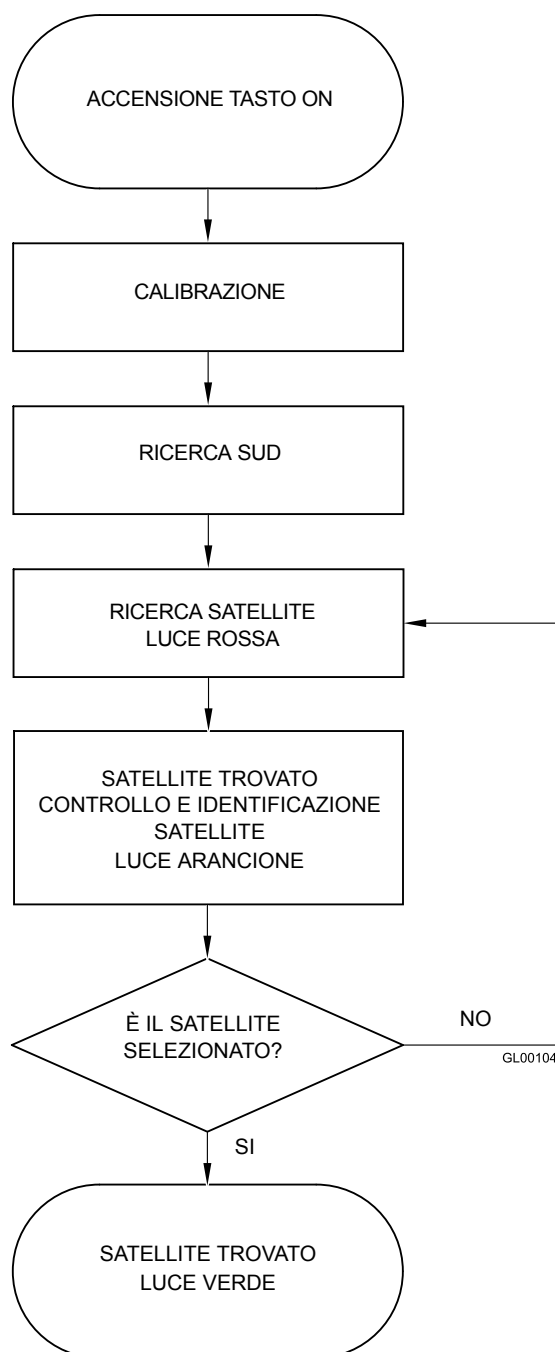 ACCENSIONE TASTO ON
CALIBRAZIONE
RICERCA SUD
RICERCA SATELLITE
LUCE ROSSA
SATELLITE TROVATO
CONTROLLO E IDENTIFICAZIONE
SATELLITE
LUCE ARANCIONE
È IL SATELLITE
SELEZIONATO?
NO
GL00104
SI
SATELLITE TROVATO
LUCE VERDE